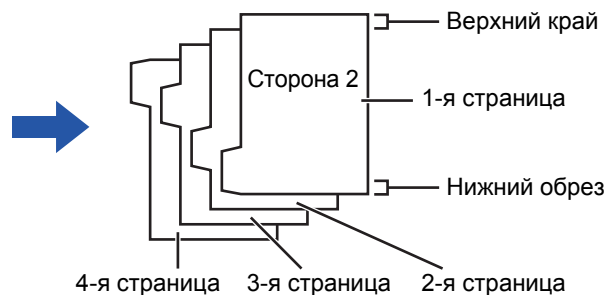 Верхний край
Сторона 2
1-я страница
Нижний обрез
4-я страница 3-я страница 2-я страница